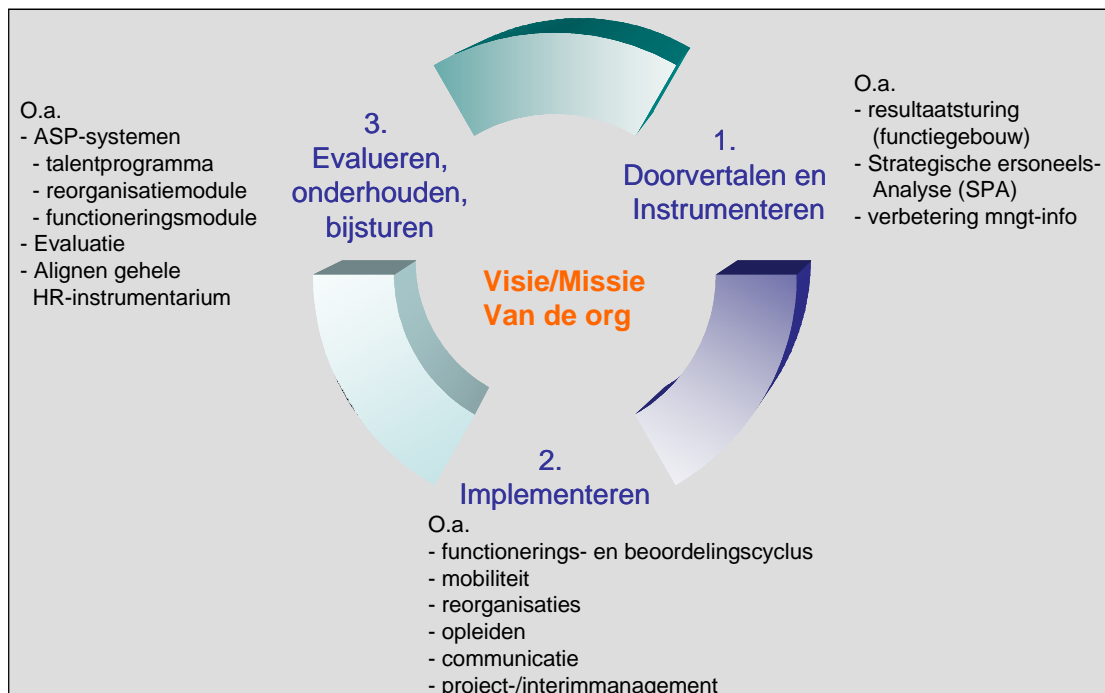 O.a.
- ASP-systemen
- talentprogramma
- reorganisatiemodule
- functioneringsmodule
- Evaluatie
- Alignen gehele
HR-instrumentarium
3.
Evalueren,
onderhouden,
bijsturen
1.
Doorvertalen en
Instrumenteren
O.a.
- resultaatsturing
(functiegebouw)
- Strategische ersoneels-
Analyse (SPA)
- verbetering mngt-info
Visie/Missie
Van de org
2.
Implementeren
O.a.
- functionerings- en beoordelingscyclus
- mobiliteit
- reorganisaties
- opleiden
- communicatie
- project-/interimmanagement